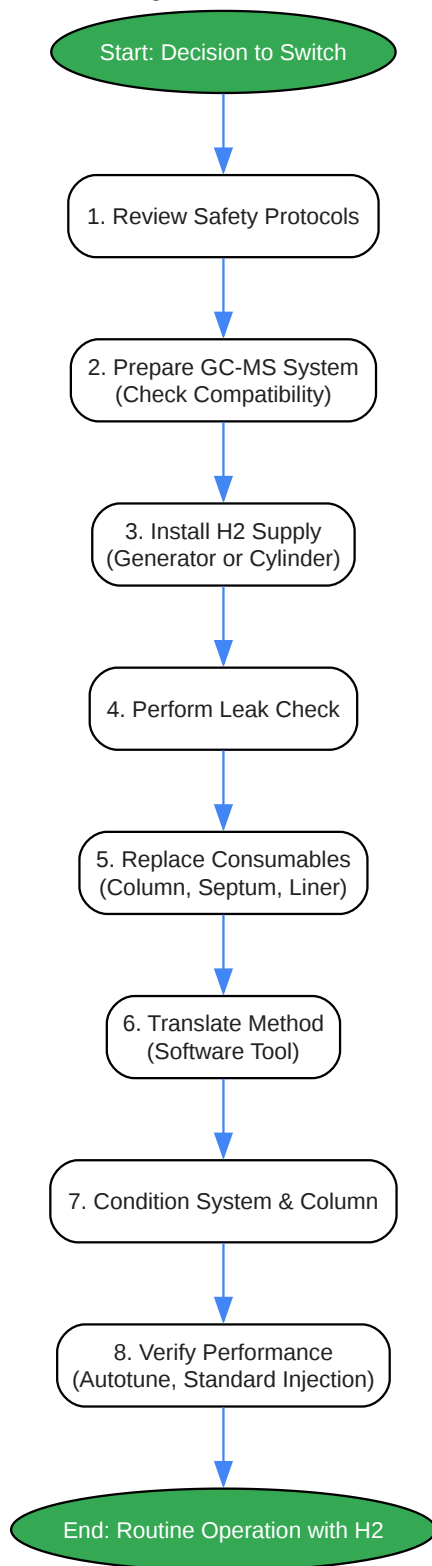 Start: Decision to Switch
1. Review Safety Protocols
2. Prepare GC-MS System
(Check Compatibility)
3. Install H2 Supply
(Generator or Cylinder)
4. Perform Leak Check
5. Replace Consumables
(Column, Septum, Liner)
6. Translate Method
(Software Tool)
7. Condition System & Column
8. Verify Performance
(Autotune, Standard Injection)
End: Routine Operation with H2